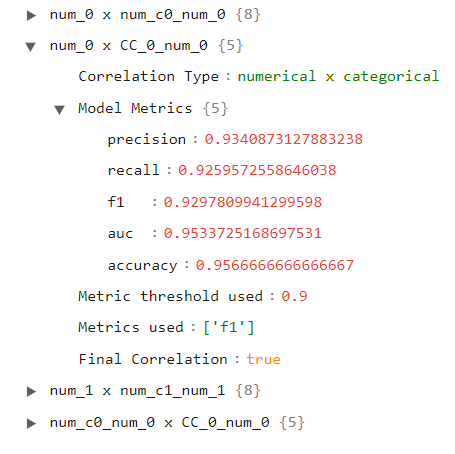 num_0 x num_c0_num_0 {8}
num_0 x CC_0_num_0 {5}
Correlation Type : numerical x categorical
Model Metrics {5}
precision : 0.9340873127883238
recall : 0.9259572558646038
f1 : 0.9297809941299598
auc : 0.9533725168697531
accuracy : 0.9566666666666667
Metric threshold used : 0.9
Metrics used : ['f1']
Final Correlation : true
num_1 x num_c1_num_1 {8}
num_c0_num_0 x CC_0_num_0 {5}